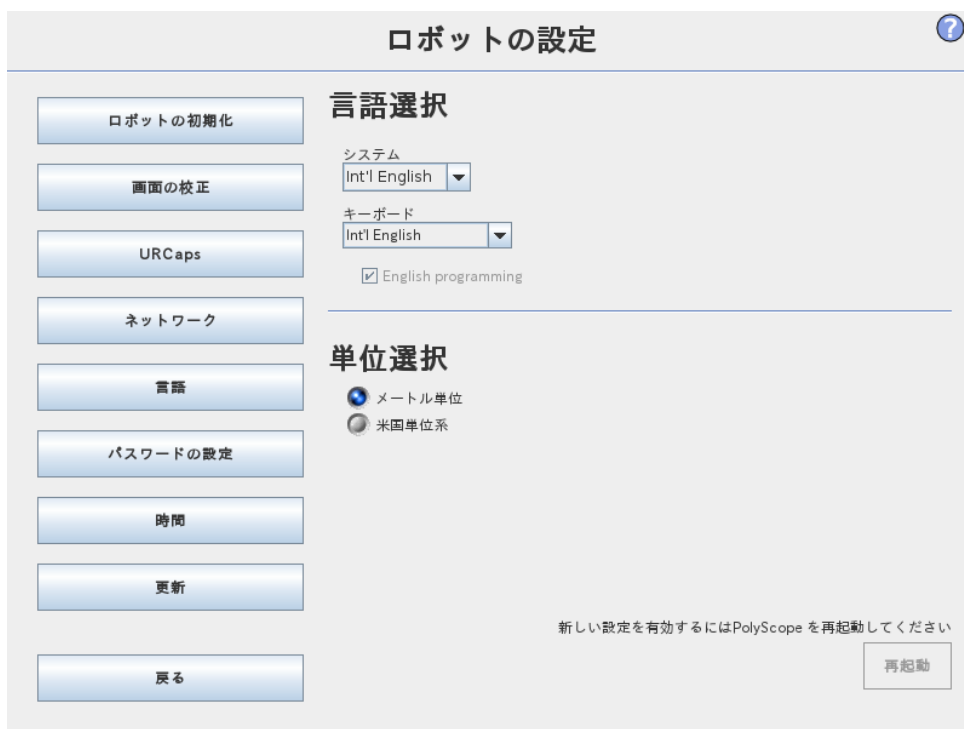 ロボットの設定
?
ロボットの初期化
画面の校正
URCaps
ネットワーク
言語
パスワードの設定
時間
更新
戻る
言語選択
システム
Int'l English
キーボード
Int'l English
English programming
単位選択
メートル単位
米国単位系
新しい設定を有効するにはPolyScope を再起動してください
再起動